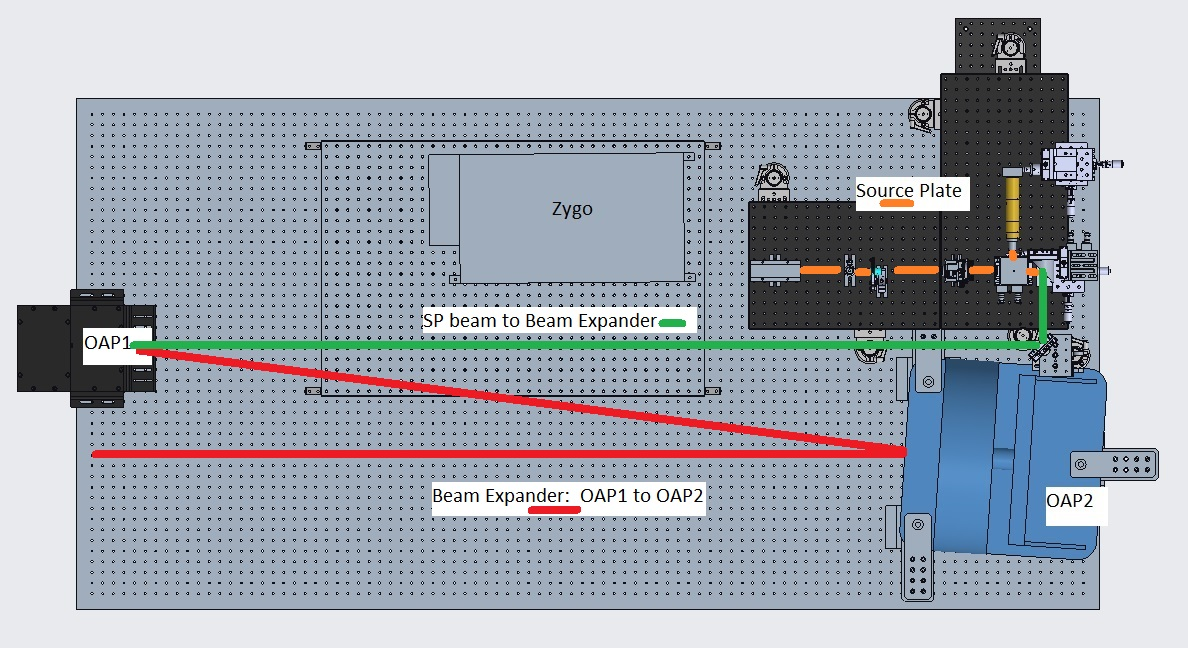 Source Plate
Zygo
SP beam to Beam Expander
OAP1
Beam Expander:  OAP1 to OAP2
OAP2